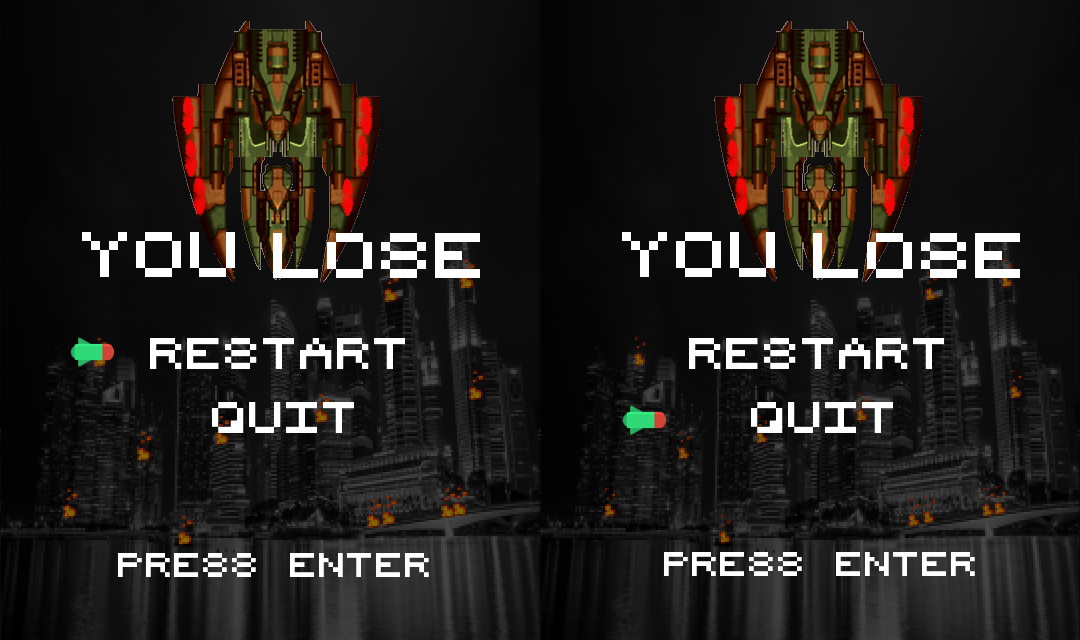 YOU LOSE
RESTART
QUIT
PRESS ENTER
YOU LOSE
RESTART
QUIT
PRESS ENTER